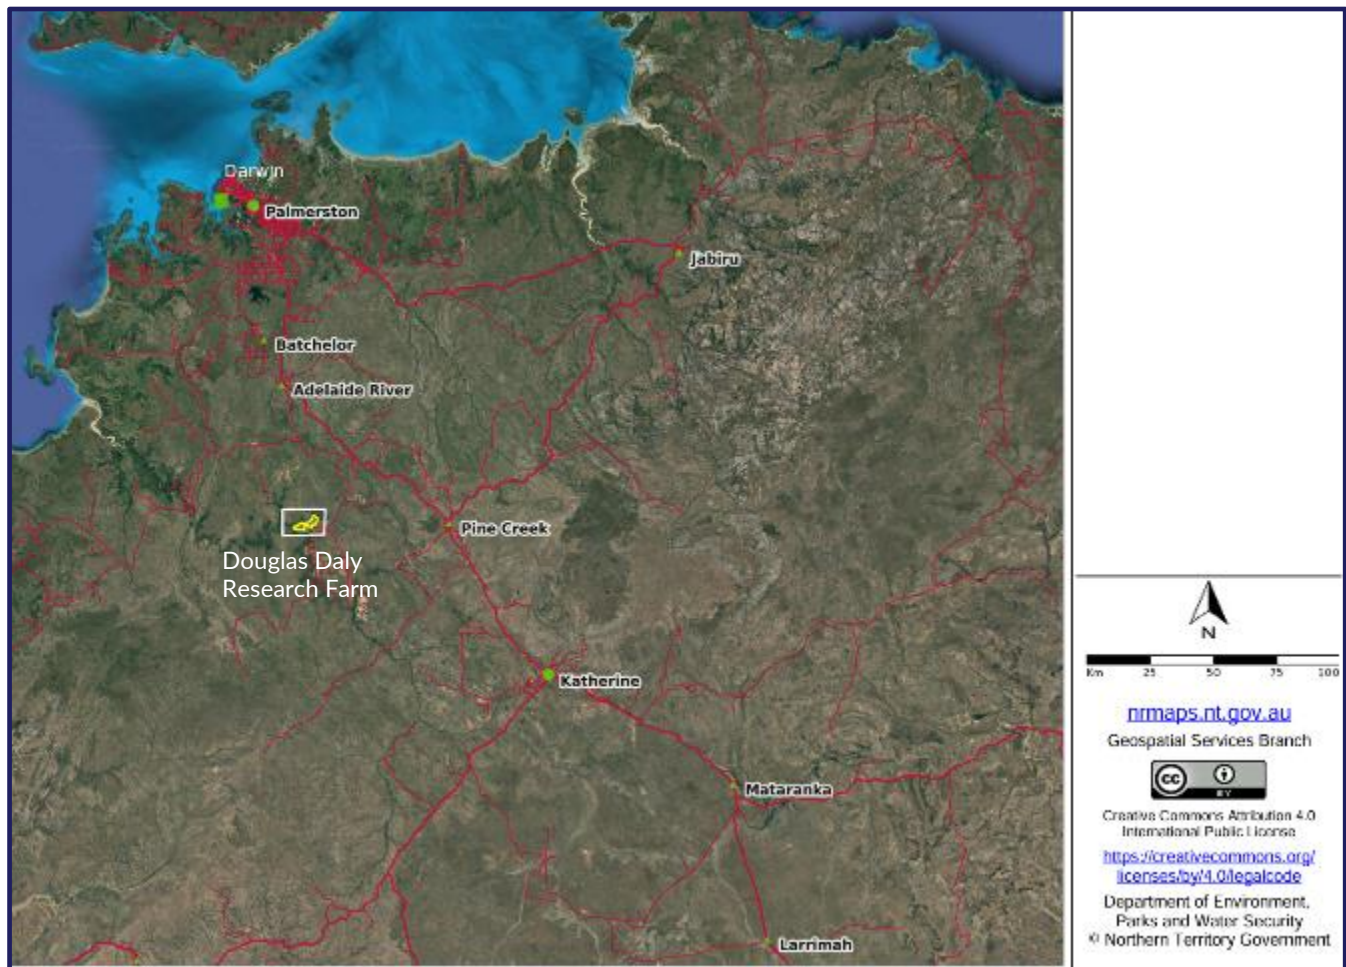 Darwin
Palmerston
Jabiru
Batchelor
Adelaide River
Pine Creek
Douglas Daly
Research Farm
Katherine
Mataranka
Larrimah
N
Km 25 50 75 100
nrmaps.nt.gov.au
Geospatial Services Branch
cc
BY
Creative Commons Attribution 4.0
International Public License
https://creativecommons.org/
licenses/by/4.0/legalcode
Department of Environment,
Parks and Water Security
© Northern Territory Government